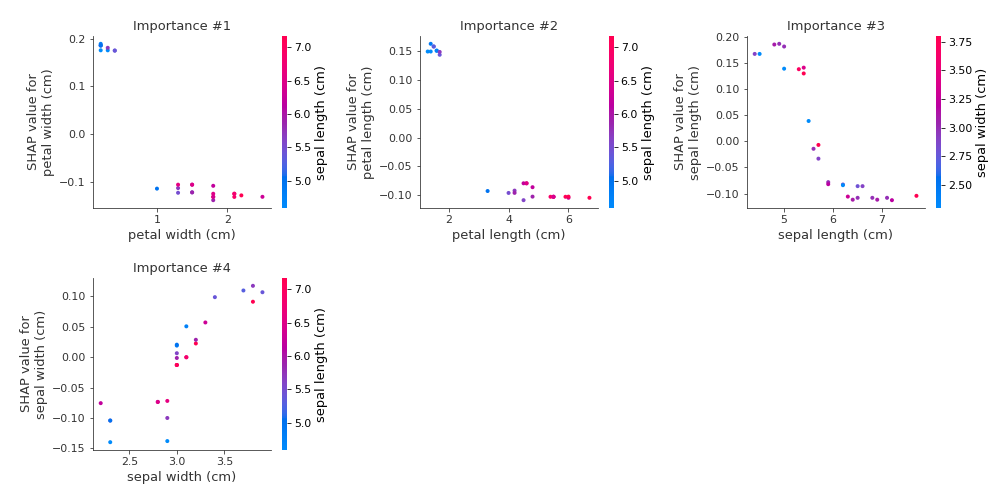 Importance #1
SHAP value for
petal width (cm)
0.2
0.1
0.0
−0.1
1
2
petal width (cm)
7.0
6.5
6.0
5.5
5.0
sepal length (cm)
Importance #2
SHAP value for
petal length (cm)
0.15
0.10
0.05
0.00
−0.05
−0.10
2
4
6
petal length (cm)
7.0
6.5
6.0
5.5
5.0
sepal length (cm)
Importance #3
SHAP value for
sepal length (cm)
0.20
0.15
0.10
0.05
0.00
−0.05
−0.10
5
6
7
sepal length (cm)
3.75
3.50
3.25
3.00
2.75
2.50
sepal width (cm)
Importance #4
SHAP value for
sepal width (cm)
0.10
0.05
0.00
−0.05
−0.10
−0.15
2.5
3.0
3.5
sepal width (cm)
7.0
6.5
6.0
5.5
5.0
sepal length (cm)